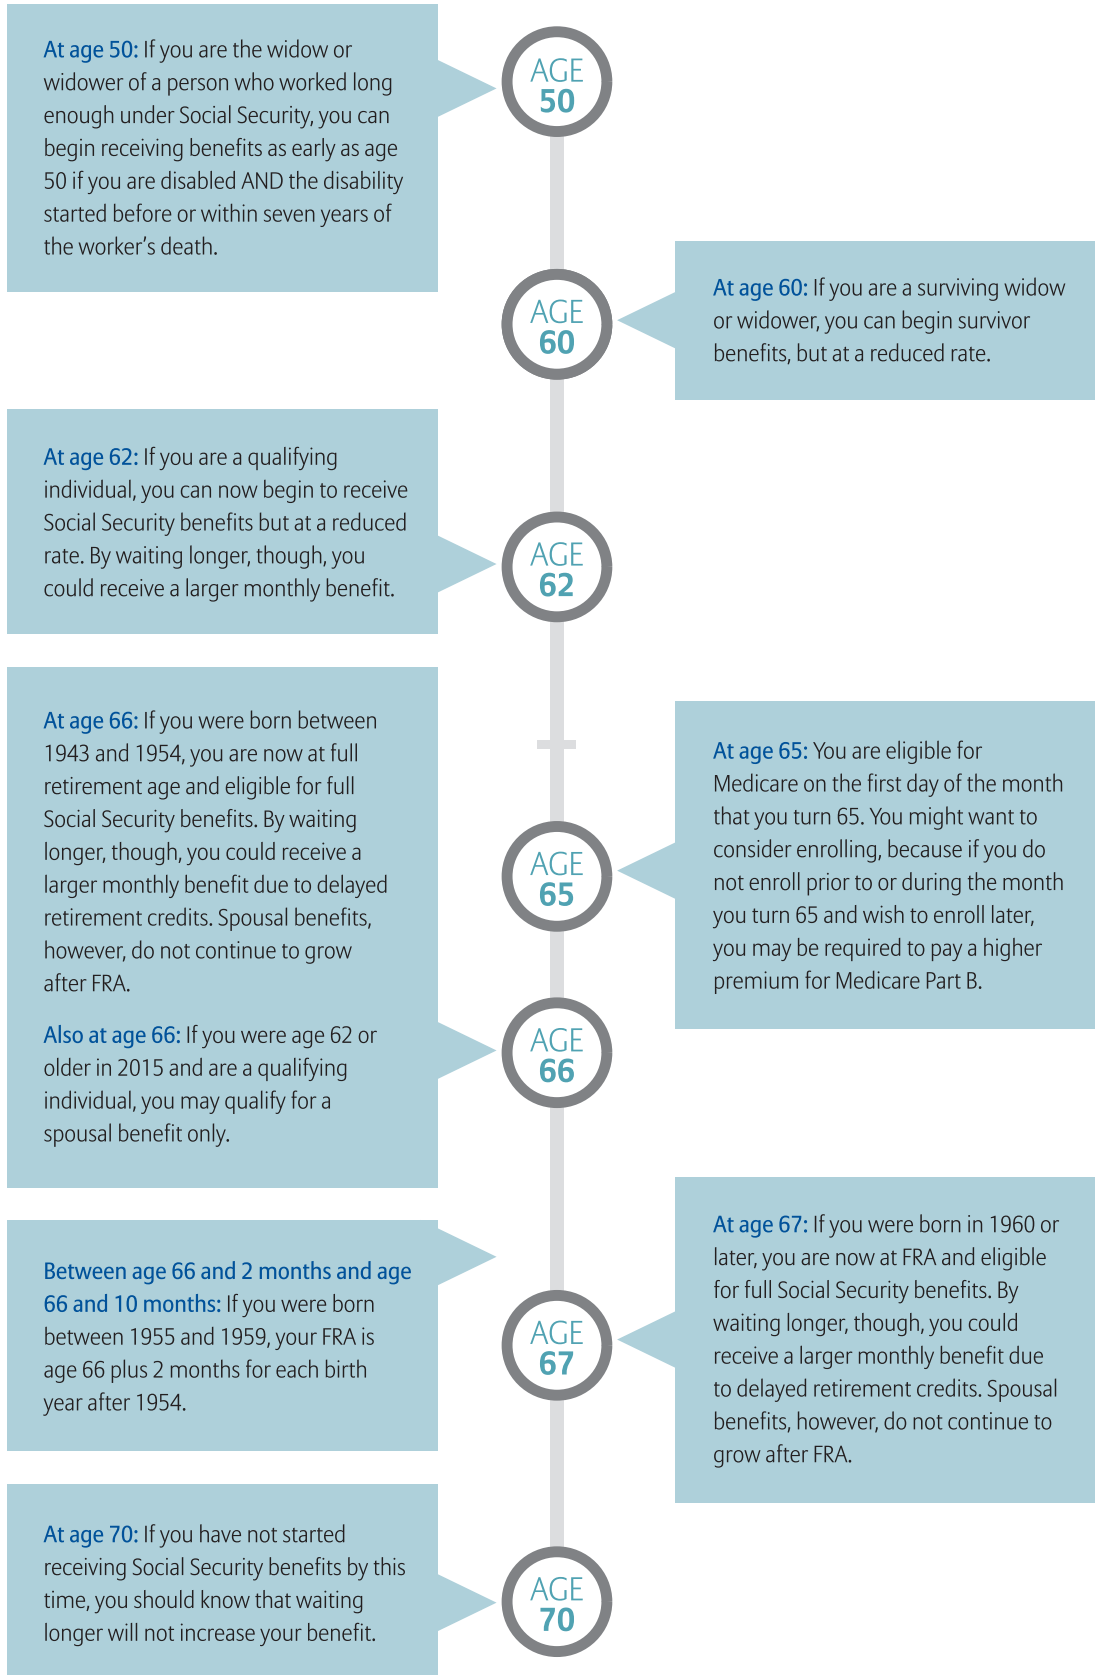 At age 50: If you are the widow or
widower of a person who worked long
enough under Social Security, you can
begin receiving benefits as early as age
50 if you are disabled AND the disability
started before or within seven years of
the worker’s death.
AGE
50
At age 60: If you are a surviving widow
or widower, you can begin survivor
benefits, but at a reduced rate.
AGE
60
At age 62: If you are a qualifying
individual, you can now begin to receive
Social Security benefits but at a reduced
rate. By waiting longer, though, you
could receive a larger monthly benefit.
AGE
62
At age 65: You are eligible for
Medicare on the first day of the month
that you turn 65. You might want to
consider enrolling, because if you do
not enroll prior to or during the month
you turn 65 and wish to enroll later,
you may be required to pay a higher
premium for Medicare Part B.
AGE
65
At age 66: If you were born between
1943 and 1954, you are now at full
retirement age and eligible for full
Social Security benefits. By waiting
longer, though, you could receive a
larger monthly benefit due to delayed
retirement credits. Spousal benefits,
however, do not continue to grow
after FRA.
Also at age 66: If you were age 62 or
older in 2015 and are a qualifying
individual, you may qualify for a
spousal benefit only.
AGE
66
Between age 66 and 2 months and age
66 and 10 months: If you were born
between 1955 and 1959, your FRA is
age 66 plus 2 months for each birth
year after 1954.
At age 67: If you were born in 1960 or
later, you are now at FRA and eligible
for full Social Security benefits. By
waiting longer, though, you could
receive a larger monthly benefit due
to delayed retirement credits. Spousal
benefits, however, do not continue to
grow after FRA.
AGE
67
At age 70: If you have not started
receiving Social Security benefits by this
time, you should know that waiting
longer will not increase your benefit.
AGE
70